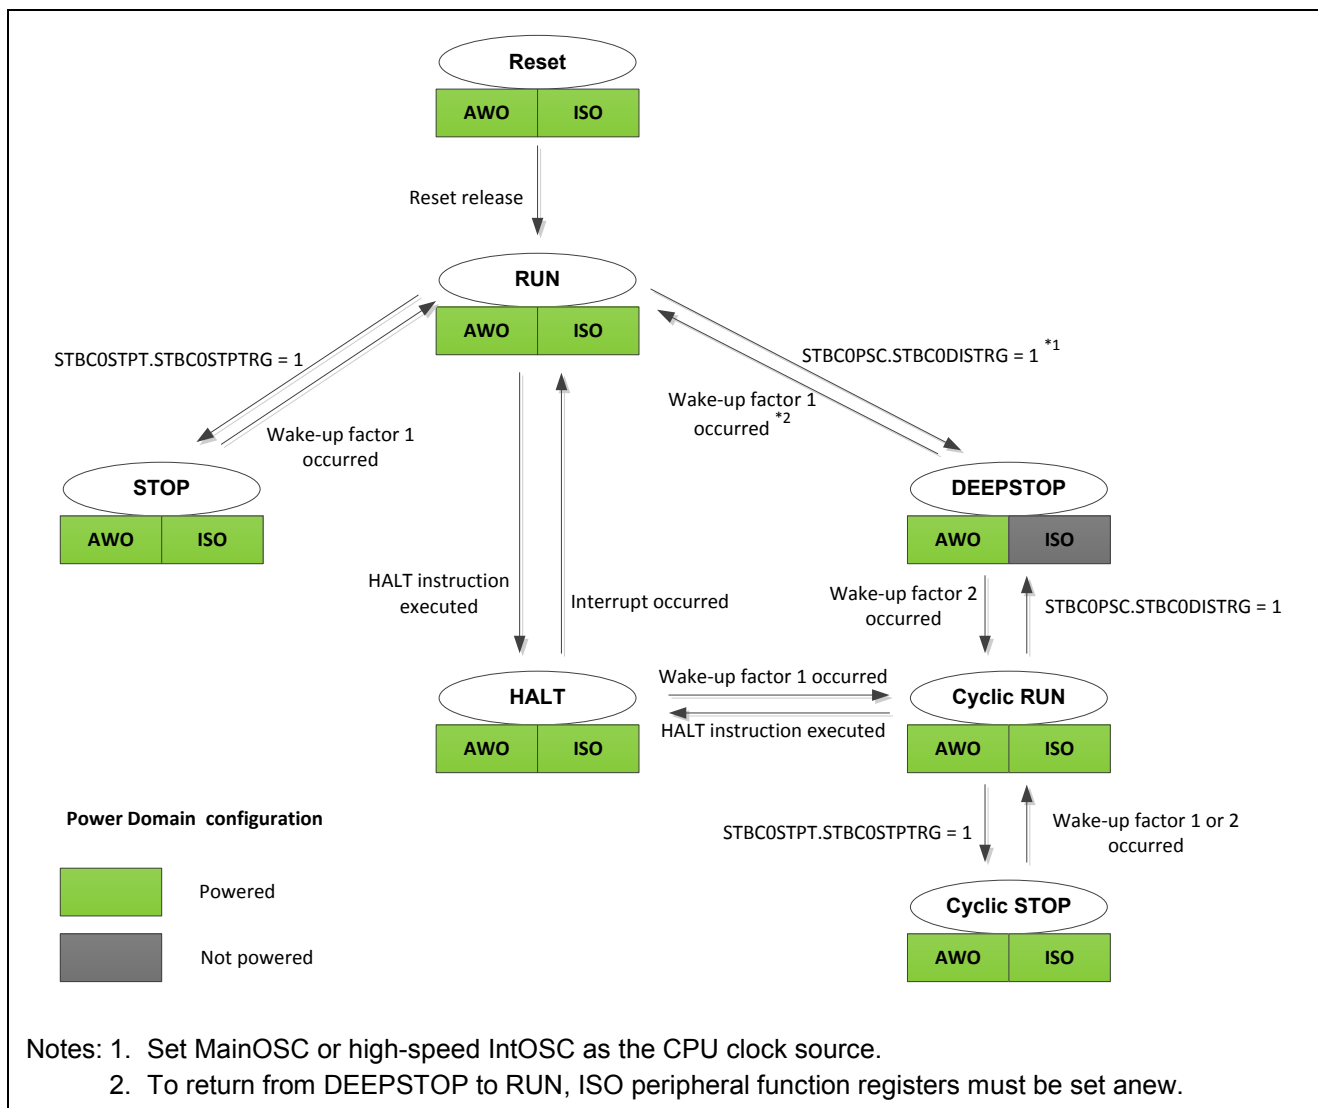 Reset
AWO ISO
Reset release
RUN
AWO ISO
STBC0STPT.STBC0STPTRG = 1
Wake-up factor 1
occurred
STBC0PSC.STBC0DISTRG = 1 *1
Wake-up factor 1
occurred *2
STOP
AWO ISO
DEEPSTOP
AWO ISO
HALT instruction
executed
Interrupt occurred
Wake-up factor 2
occurred
STBC0PSC.STBC0DISTRG = 1
HALT
AWO ISO
Wake-up factor 1 occurred
HALT instruction executed
Cyclic RUN
AWO ISO
STBC0STPT.STBC0STPTRG = 1
Wake-up factor 1 or 2
occurred
Cyclic STOP
AWO ISO
Power Domain configuration
Powered
Not powered
Notes: 1. Set MainOSC or high-speed IntOSC as the CPU clock source.
2. To return from DEEPSTOP to RUN, ISO peripheral function registers must be set anew.